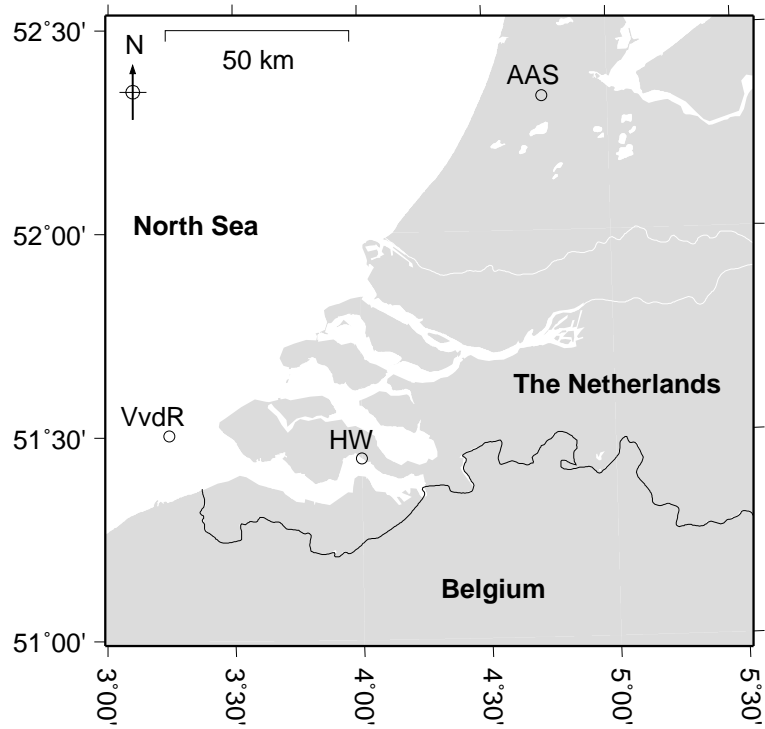 52°30'
N
50 km
AAS
52°00'
North Sea
The Netherlands
VvdR
51°30'
HW
Belgium
51°00'
3°00'
3°30'
4°00'
4°30'
5°00'
5°30'